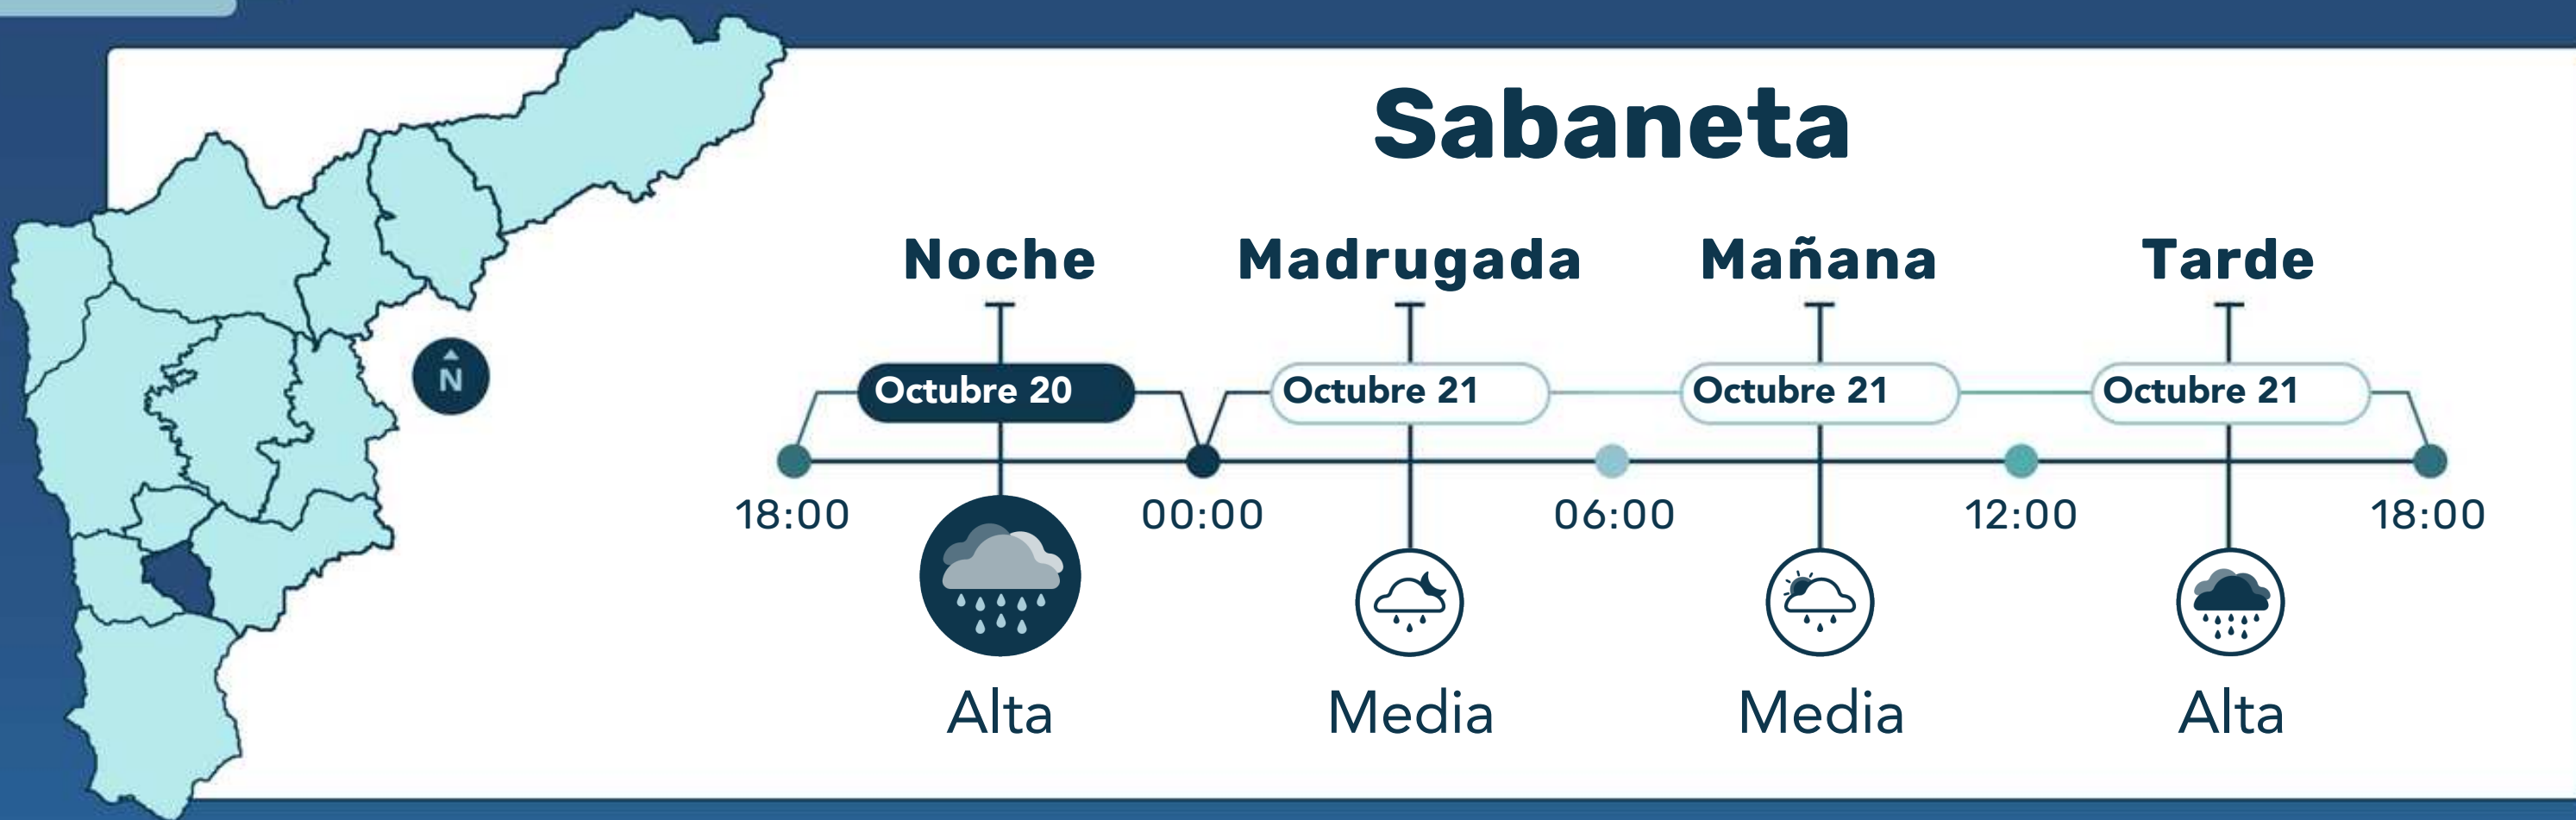 Sabaneta
Noche Madrugada Mañana Tarde
N
Octubre 20 Octubre 21 Octubre 21 Octubre 21
18:00 00:00 06:00 12:00 18:00
Alta Media Media Alta